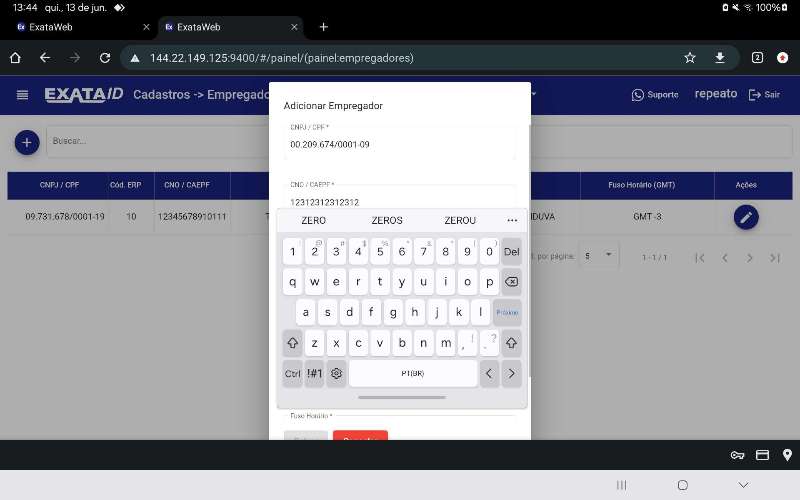 13:44 qui., 13 de jun.
100%
ExataWeb
ExataWeb
144.22.149.125:9400/#/painel/(painel:empregadores)
2
EXATAID
Cadastros -> Empregado
Suporte
repeato
Sair
Adicionar Empregador
CNPJ / CPF *
00.209.674/0001-09
CNO / CAEPF *
12312312312312
Buscar...
CNPJ / CPF Cód. ERP CNO / CAEPF Fuso Horário (GMT) Ações
09.731.678/0001-19 10 12345678910111 T DUVA GMT -3
por página: 5 1 - 1 / 1
ZERO ZEROS ZEROU ...
1 2 3 4 5 6 7 8 9 0 Del
@ # $ % ^ & * ( )
q w e r t y u i o p
a s d f g h j k l Próximo
z x c v b n m , ! . ?
Ctrl !#1 PT(BR) < >
Fuso Horário *